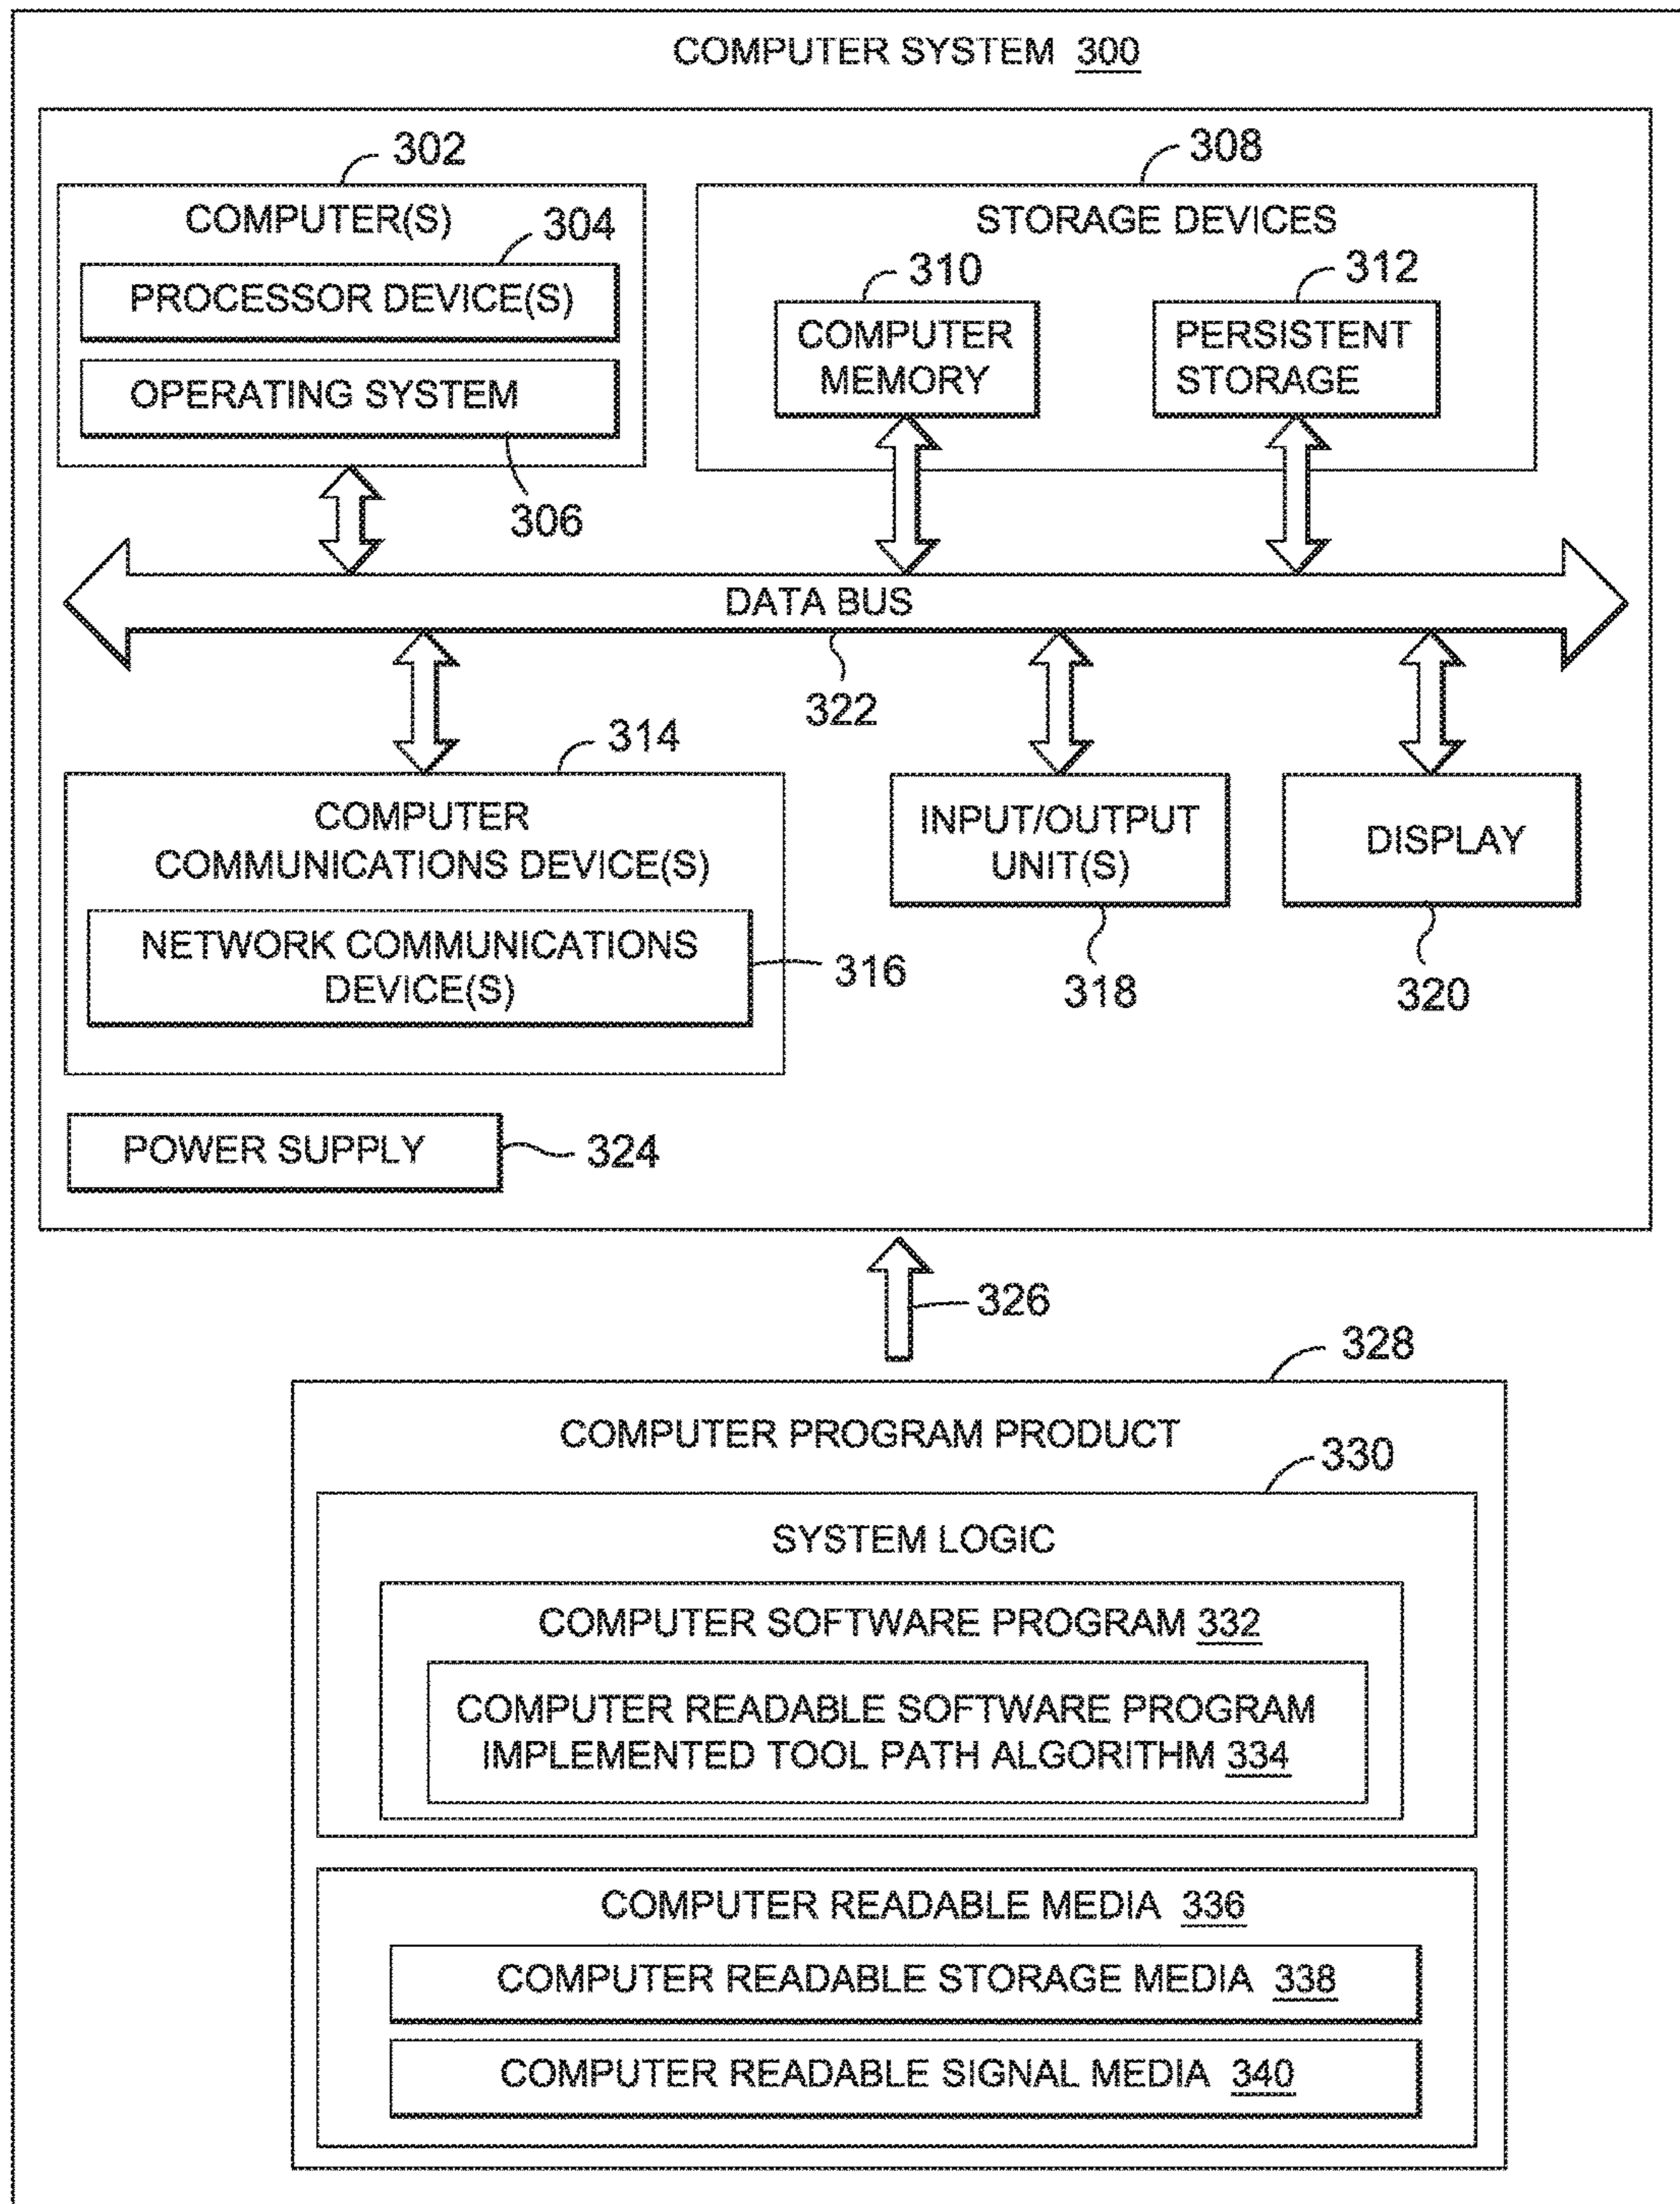 COMPUTER SYSTEM 300
302
308
COMPUTER(S)
304
STORAGE DEVICES
PROCESSOR DEVICE(S)
310
312
COMPUTER
MEMORY
PERSISTENT
STORAGE
OPERATING SYSTEM
306
DATA BUS
322
314
COMPUTER
COMMUNICATIONS DEVICE(S)
INPUT/OUTPUT
UNIT(S)
DISPLAY
NETWORK COMMUNICATIONS
DEVICE(S)
316
318
320
POWER SUPPLY
324
326
328
COMPUTER PROGRAM PRODUCT
330
SYSTEM LOGIC
COMPUTER SOFTWARE PROGRAM 332
COMPUTER READABLE SOFTWARE PROGRAM
IMPLEMENTED TOOL PATH ALGORITHM 334
COMPUTER READABLE MEDIA 336
COMPUTER READABLE STORAGE MEDIA 338
COMPUTER READABLE SIGNAL MEDIA 340